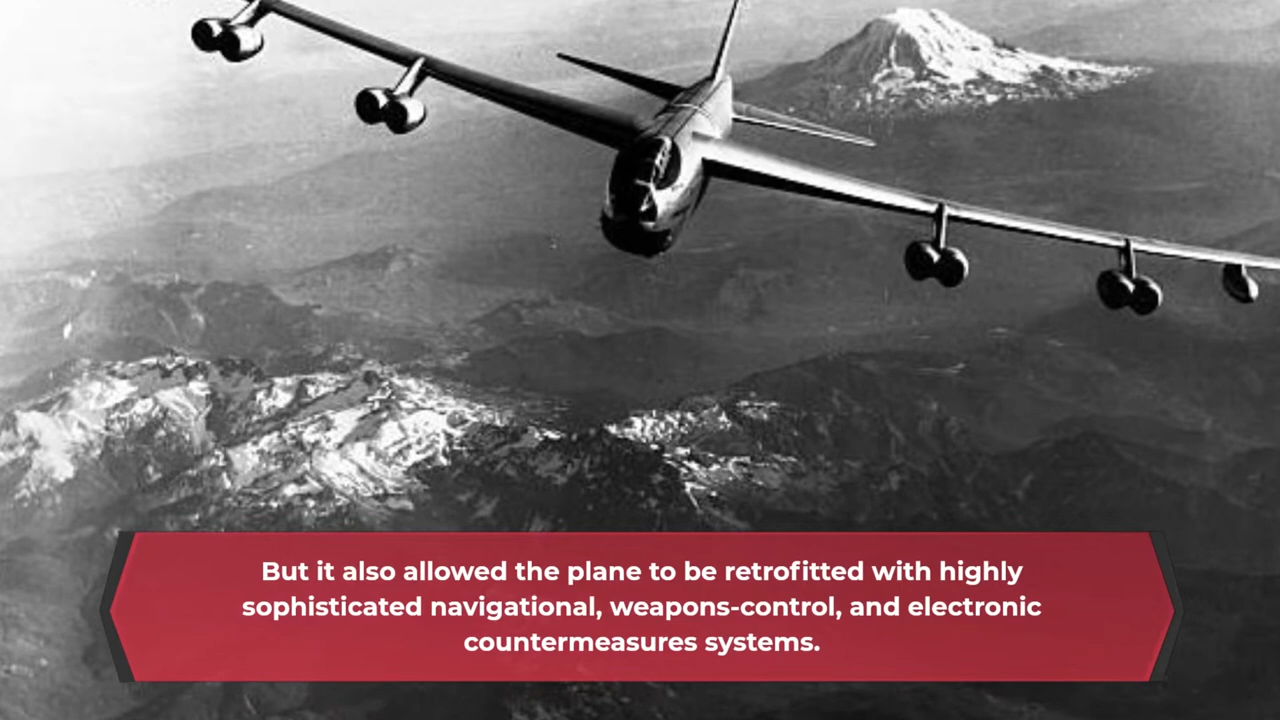 But it also allowed the plane to be retrofitted with highly
sophisticated navigational, weapons-control, and electronic
countermeasures systems.